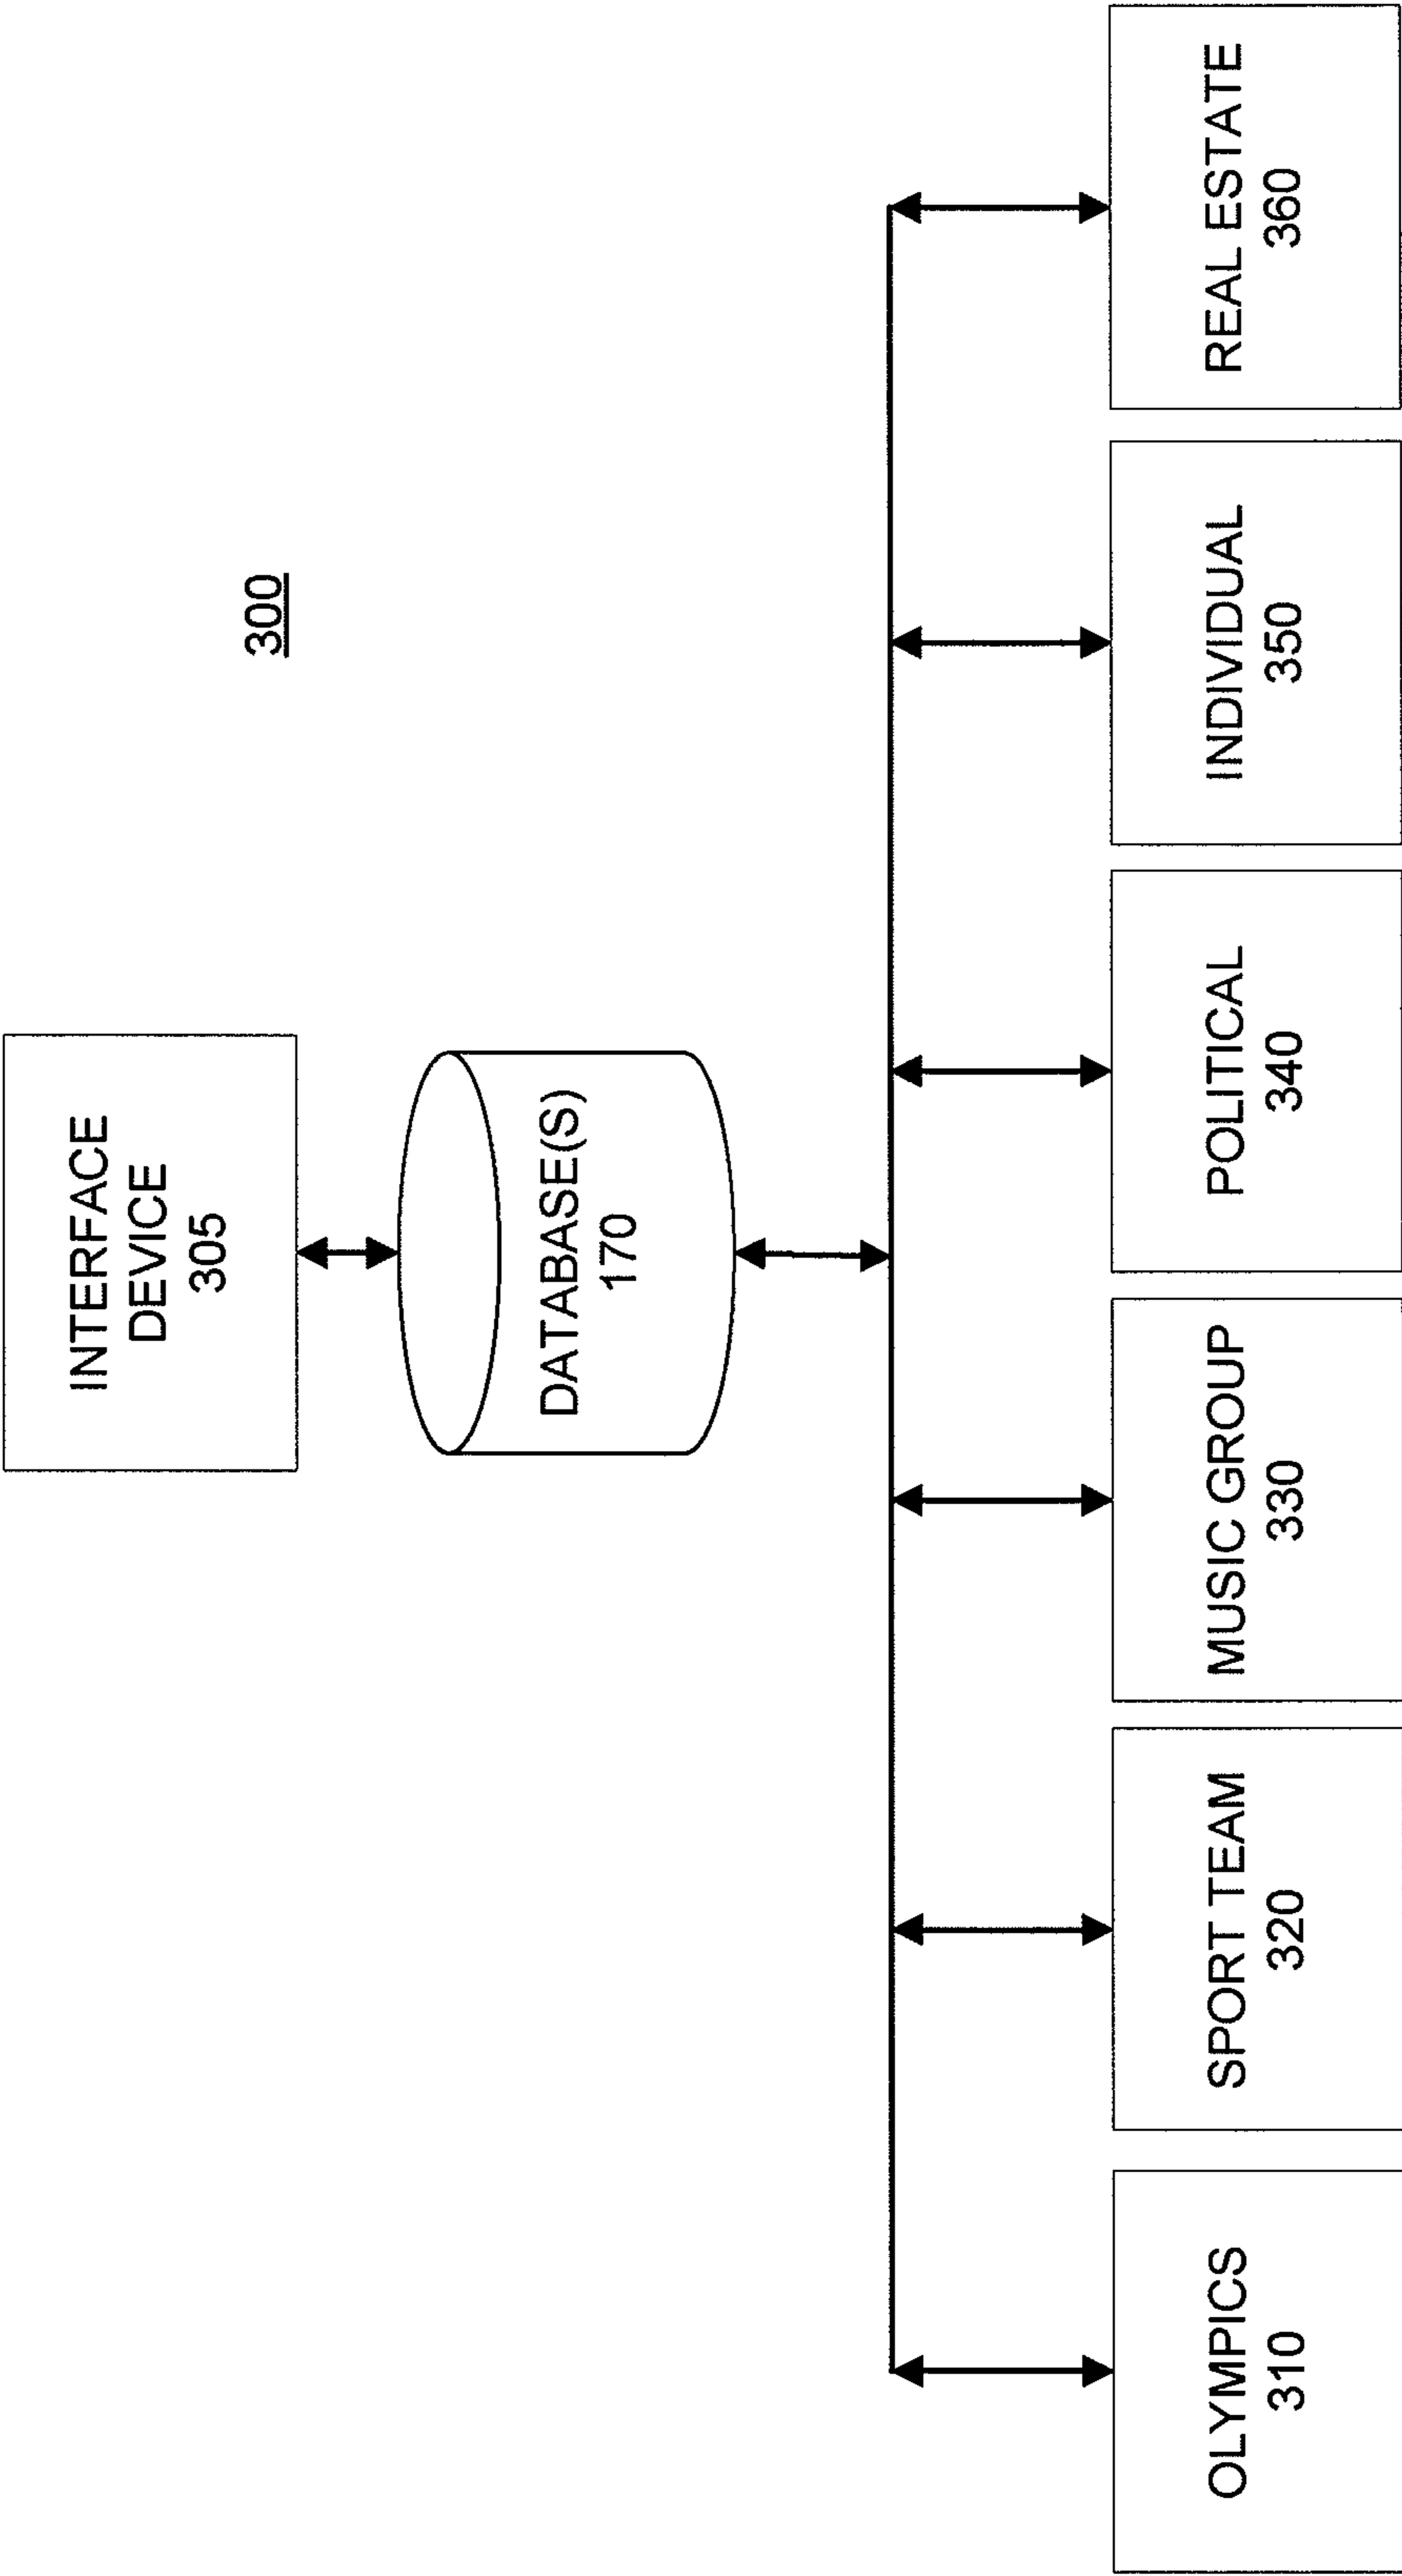 300
INTERFACE
DEVICE
305
DATABASE(S)
170
OLYMPICS
310
SPORT TEAM
320
MUSIC GROUP
330
POLITICAL
340
INDIVIDUAL
350
REAL ESTATE
360